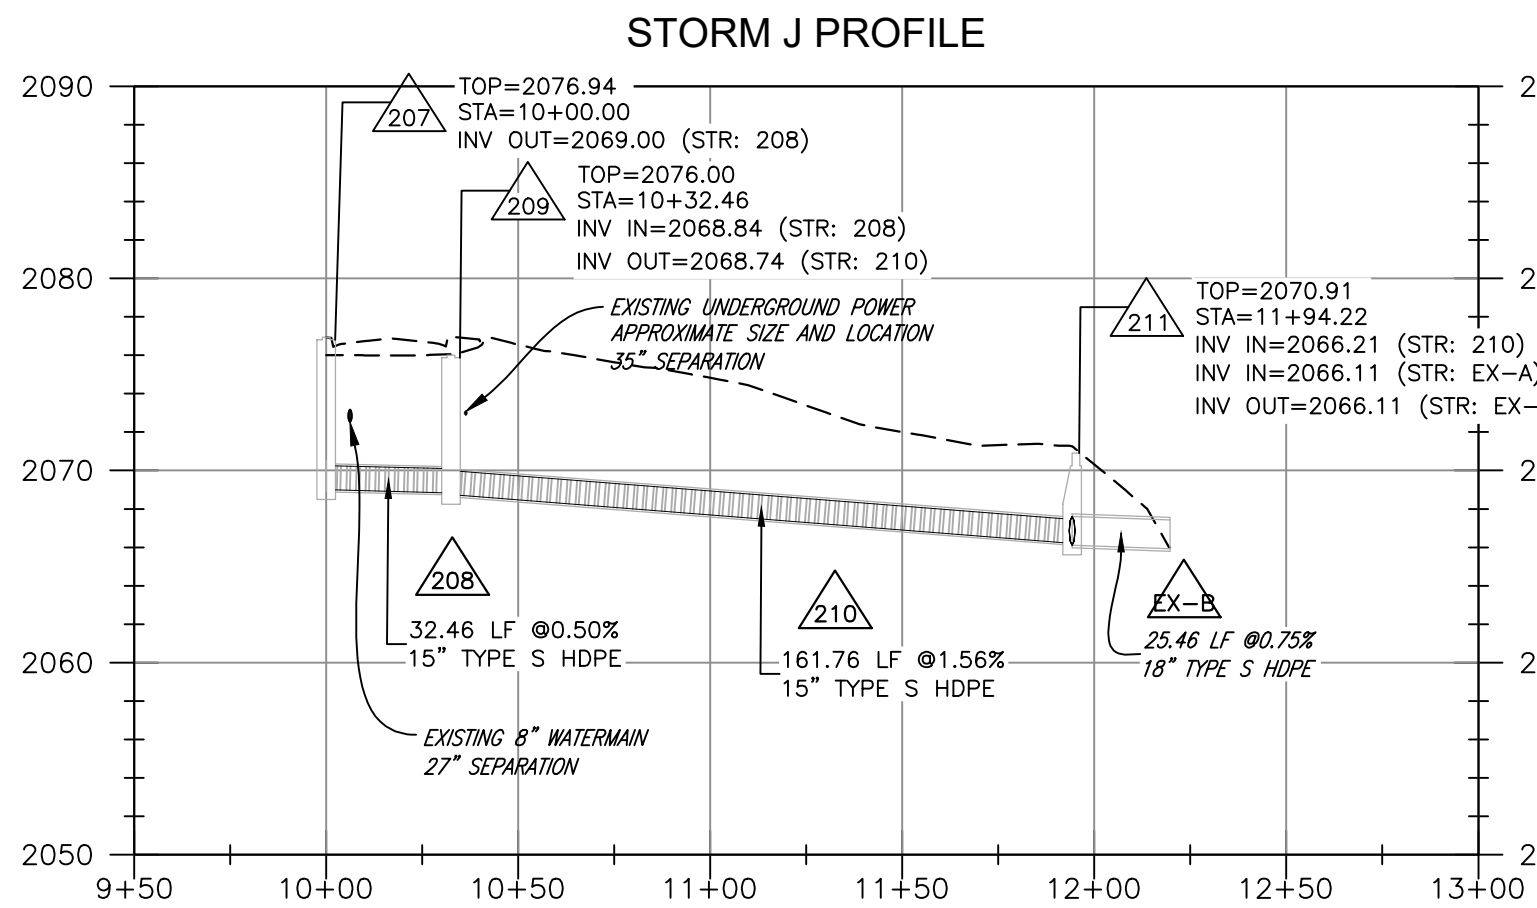 STORM J PROFILE
2090
2
207
TOP=2076.94
STA=10+00.00
INV OUT=2069.00 (STR: 208)
209
TOP=2076.00
STA=10+32.46
INV IN=2068.84 (STR: 208)
INV OUT=2068.74 (STR: 210)
2080
2
EXISTING UNDERGROUND POWER
APPROXIMATE SIZE AND LOCATION
35" SEPARATION
211
TOP=2070.91
STA=11+94.22
INV IN=2066.21 (STR: 210)
INV IN=2066.11 (STR: EX-A)
INV OUT=2066.11 (STR: EX-
2070
2
208
32.46 LF @0.50%
15" TYPE S HDPE
210
161.76 LF @1.56%
15" TYPE S HDPE
EX-B
25.46 LF @0.75%
18" TYPE S HDPE
2060
2
EXISTING 8" WATERMAIN
27" SEPARATION
2050
2
9+50 10+00 10+50 11+00 11+50 12+00 12+50 13+00